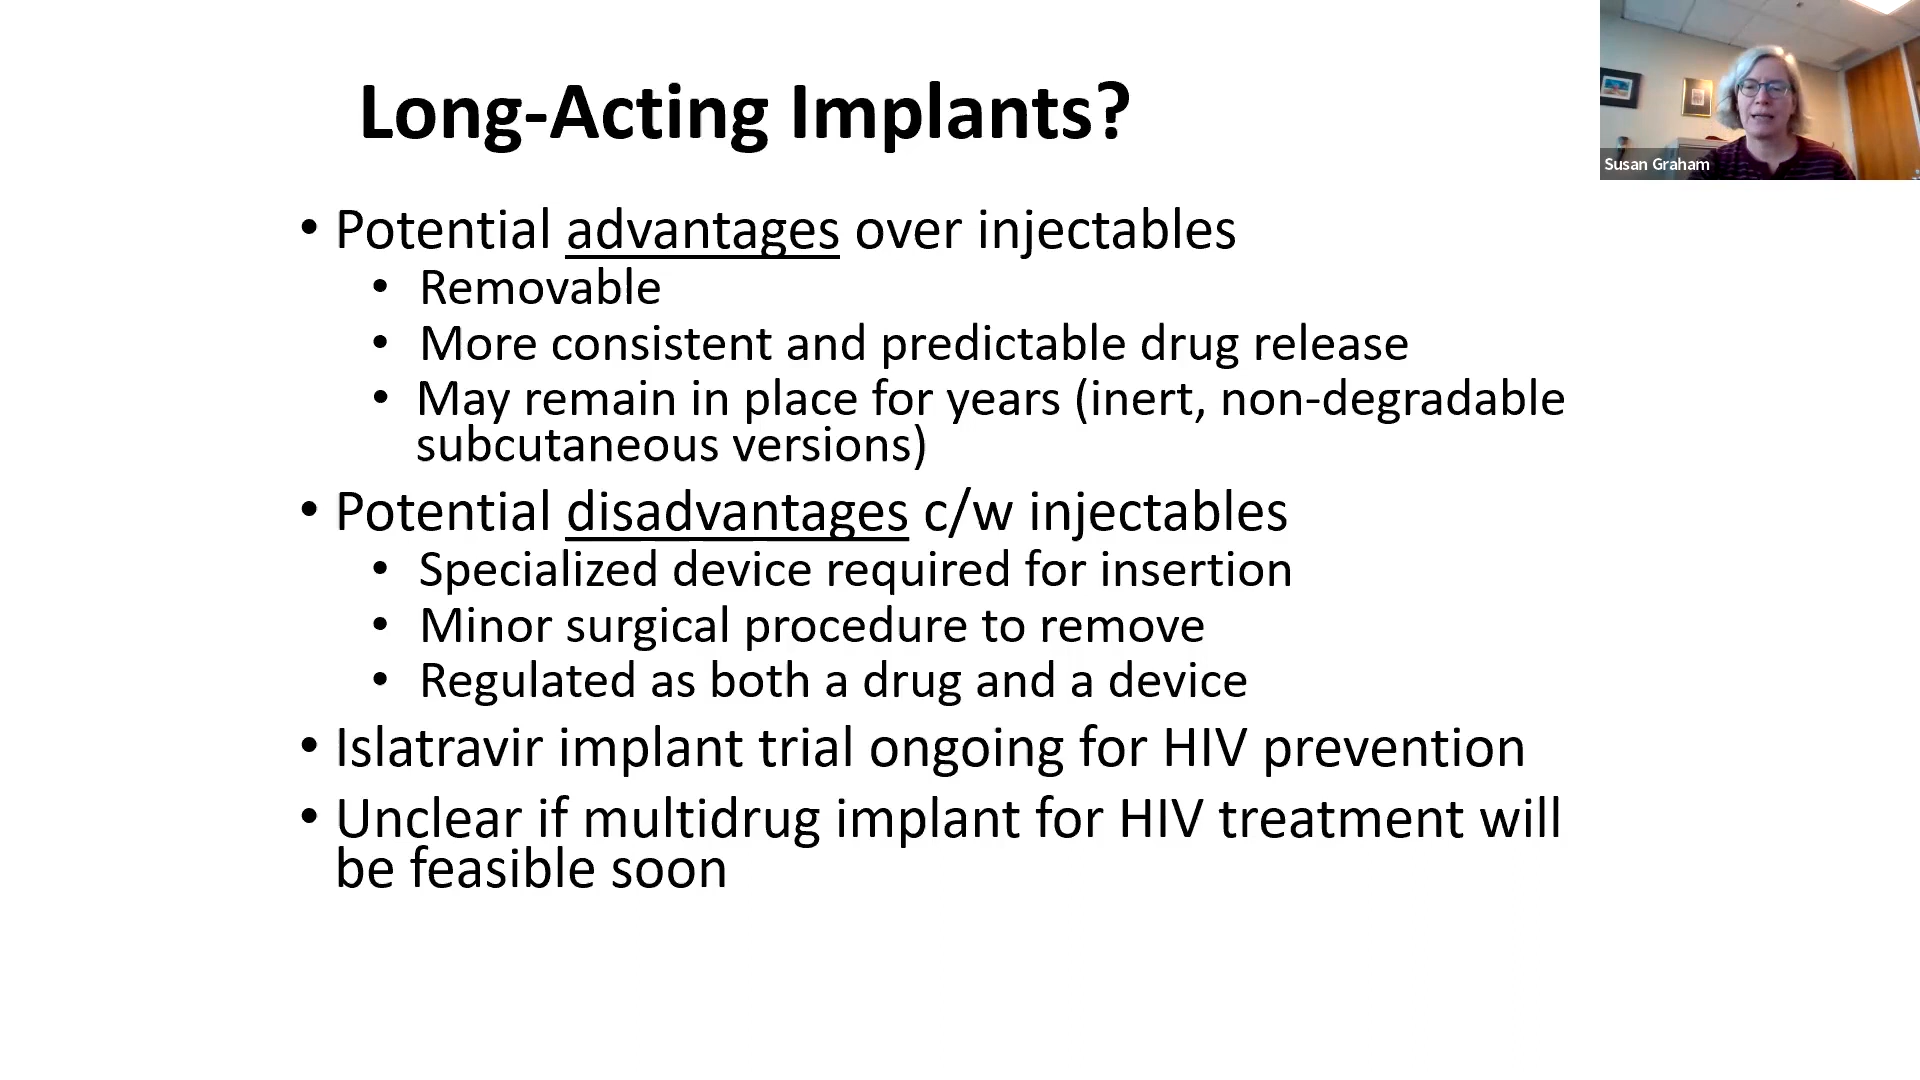 Long-Acting Implants?
Susan Graham
• Potential advantages over injectables
• Removable
• More consistent and predictable drug release
• May remain in place for years (inert, non-degradable
subcutaneous versions)
• Potential disadvantages c/w injectables
• Specialized device required for insertion
• Minor surgical procedure to remove
• Regulated as both a drug and a device
• Islatravir implant trial ongoing for HIV prevention
• Unclear if multidrug implant for HIV treatment will
be feasible soon